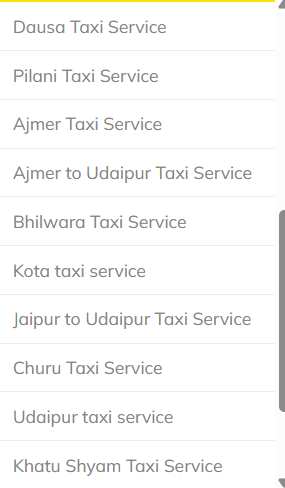 Dausa Taxi Service
Pilani Taxi Service
Ajmer Taxi Service
Ajmer to Udaipur Taxi Service
Bhilwara Taxi Service
Kota taxi service
Jaipur to Udaipur Taxi Service
Churu Taxi Service
Udaipur taxi service
Khatu Shyam Taxi Service